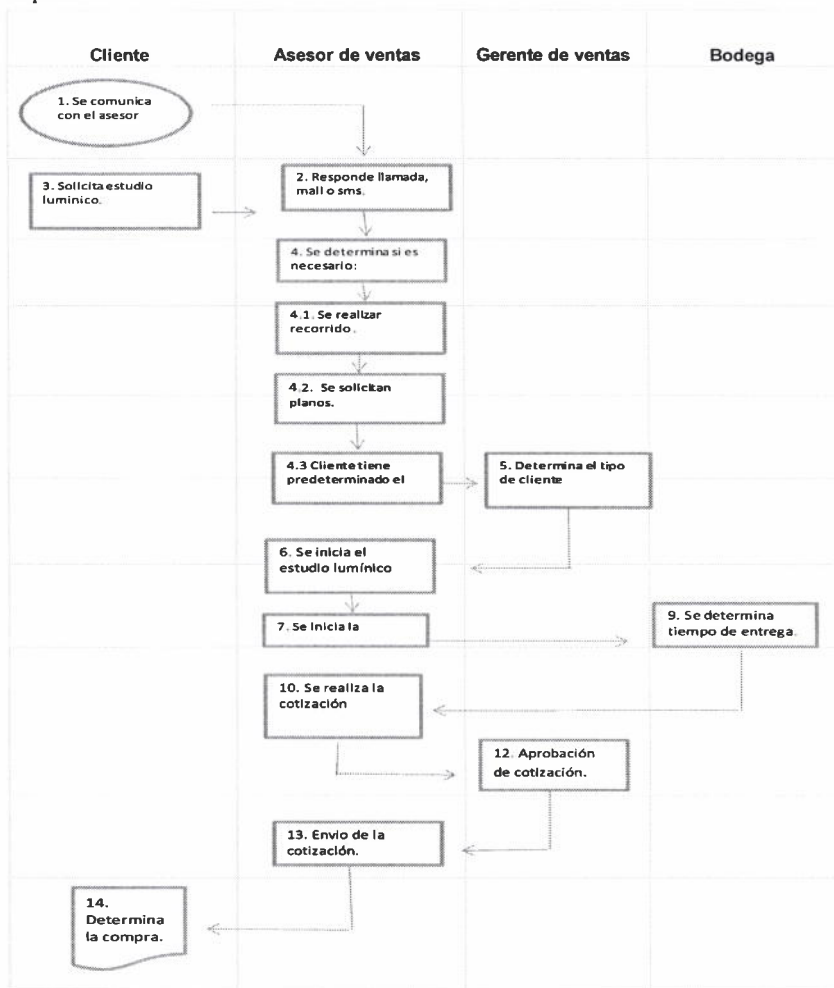 Cliente Asesor de ventas Gerente de ventas Bodega
1. Se comunica
con el asesor
2. Responde llamada,
mail o sms.
3. Solicita estudio
lumínico.
4. Se determina si es
necesario:
4.1. Se realizar
recorrido.
4.2. Se solicitan
planos.
4.3 Cliente tiene
predeterminado el
5. Determina el tipo
de cliente
6. Se inicia el
estudio lumínico
7. Se inicia la
9. Se determina
tiempo de entrega.
10. Se realiza la
cotización
12. Aprobación
de cotización.
13. Envio de la
cotización.
14.
Determina
la compra.